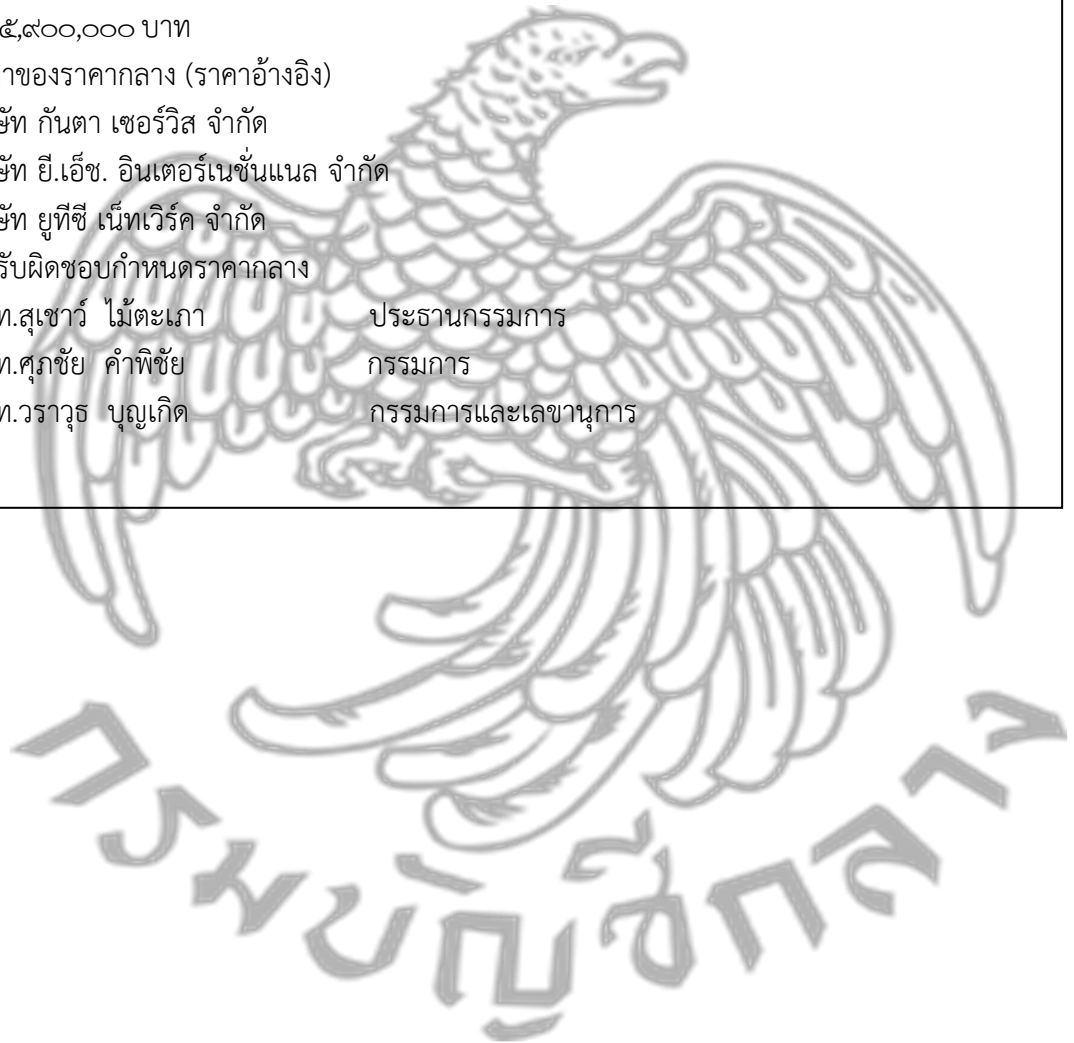 ๕,๙๐๐,๐๐๐ บาท
าของราคากลาง (ราคาอ้างอิง)
ษัท กันตา เซอร์วิส จำกัด
ษัท ยี.เอ็ช. อินเตอร์เนชั่นแนล จำกัด
ษัท ยูทีซี เน็ทเวิร์ค จำกัด
รับผิดชอบกำหนดราคากลาง
ท.สุเชาว์ ไม้ตะเภา ประธานกรรมการ
ท.ศุภชัย คำพิชัย กรรมการ
ท.วราวุธ บุญเกิด กรรมการและเลขานุการ
กรมบัญชีกลาง